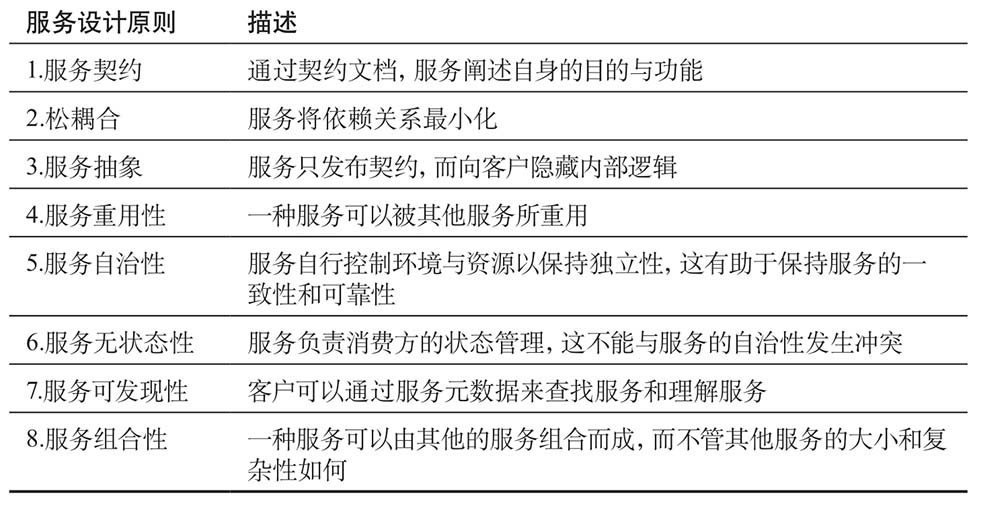 服务设计原则 描述
1.服务契约 通过契约文档，服务阐述自身的目的与功能
2.松耦合 服务将依赖关系最小化
3.服务抽象 服务只发布契约，而向客户隐藏内部逻辑
4.服务重用性 一种服务可以被其他服务所重用
5.服务自治性 服务自行控制环境与资源以保持独立性，这有助于保持服务的一
致性和可靠性
6.服务无状态性 服务负责消费方的状态管理，这不能与服务的自治性发生冲突
7.服务可发现性 客户可以通过服务元数据来查找服务和理解服务
8.服务组合性 一种服务可以由其他的服务组合而成，而不管其他服务的大小和复
杂性如何